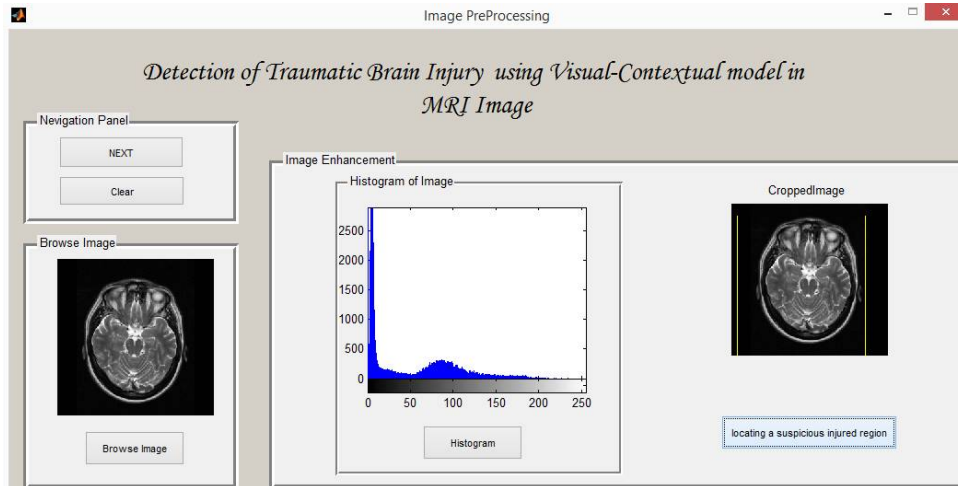 Image PreProcessing
Detection of Traumatic Brain Injury using Visual-Contextual model in
MRI Image
Nevigation Panel
NEXT
Clear
Browse Image
Browse Image
Image Enhancement
Histogram of Image
2500
2000
1500
1000
500
0
0 50 100 150 200 250
Histogram
CroppedImage
locating a suspicious injured region